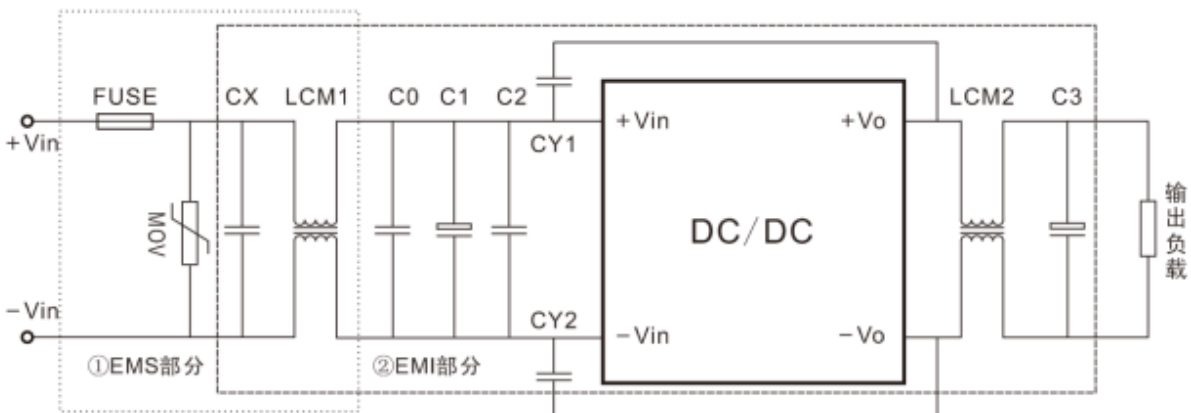 FUSE CX LCM1 C0 C1 C2 LCM2 C3
+Vin CY1 +Vin +Vo
MOV DC/DC 输出负载
−Vin CY2 −Vin −Vo
①EMS部分 ②EMI部分